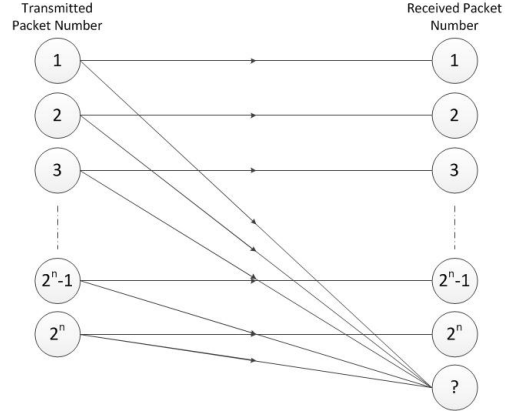 Transmitted
Packet Number
Received Packet
Number
1
1
2
2
3
3
2ⁿ-1
2ⁿ-1
2ⁿ
2ⁿ
?